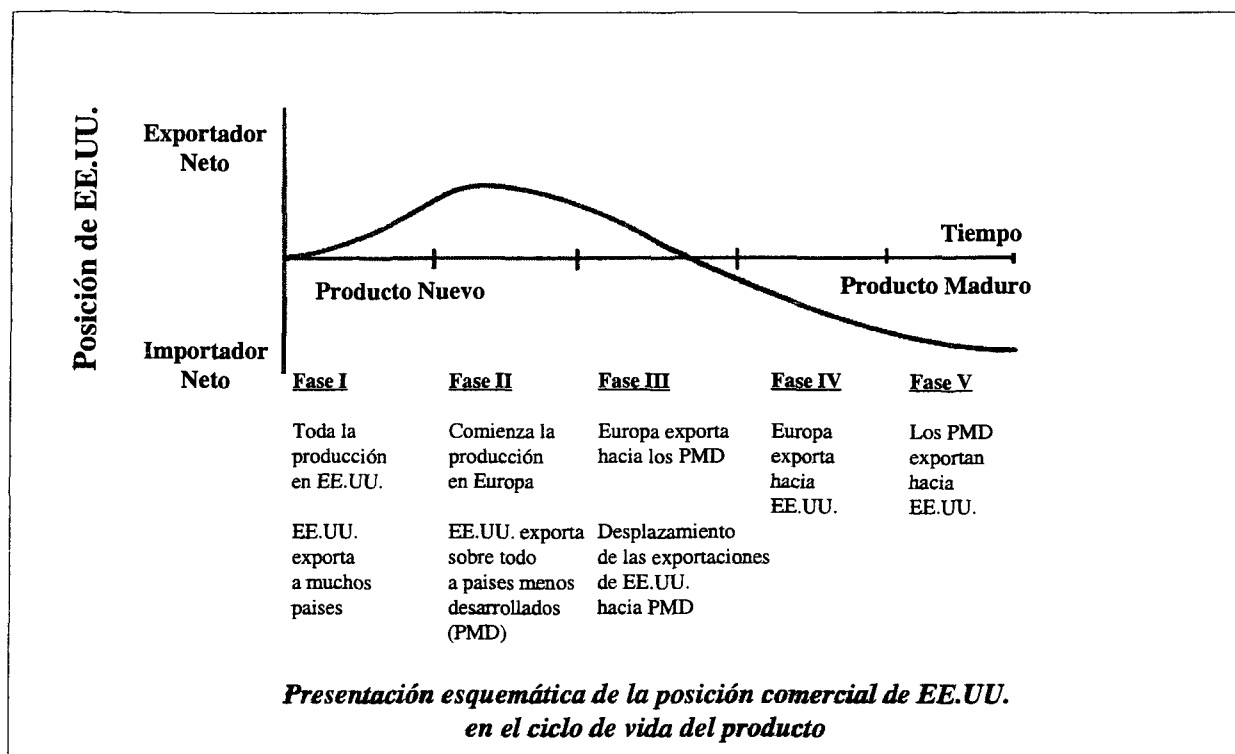 Posición de EE.UU.
Exportador
Neto
Tiempo
Producto Nuevo
Producto Maduro
Importador
Neto
Fase I
Toda la
producción
en EE.UU.
EE.UU.
exporta
a muchos
paises
Fase II
Comienza la
producción
en Europa
EE.UU. exporta
sobre todo
a paises menos
desarrollados
(PMD)
Fase III
Europa exporta
hacia los PMD
Desplazamiento
de las exportaciones
de EE.UU.
hacia PMD
Fase IV
Europa
exporta
hacia
EE.UU.
Fase V
Los PMD
exportan
hacia
EE.UU.
Presentación esquemática de la posición comercial de EE.UU.
en el ciclo de vida del producto